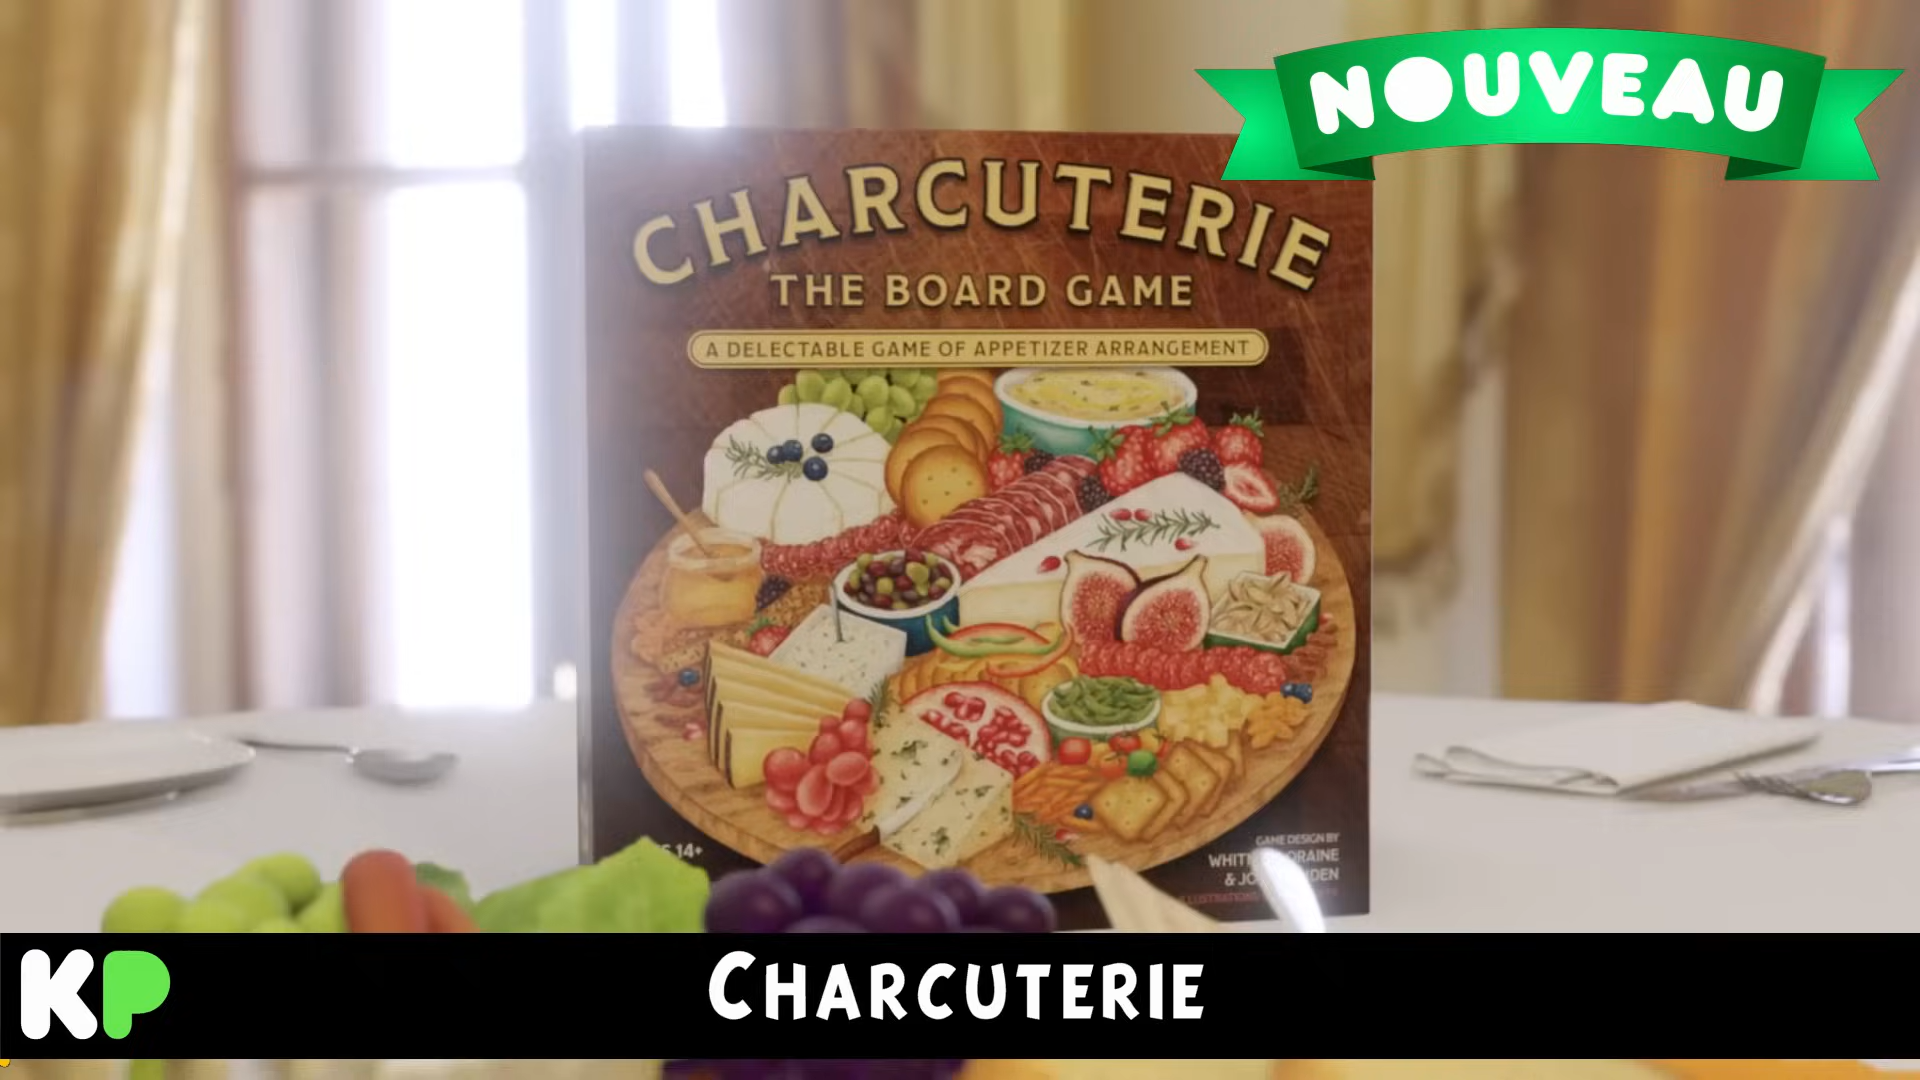 NOUVEAU
CHARCUTERIE
THE BOARD GAME
A DELECTABLE GAME OF APPETIZER ARRANGEMENT
14+
GAME DESIGN BY
KP
CHARCUTERIE